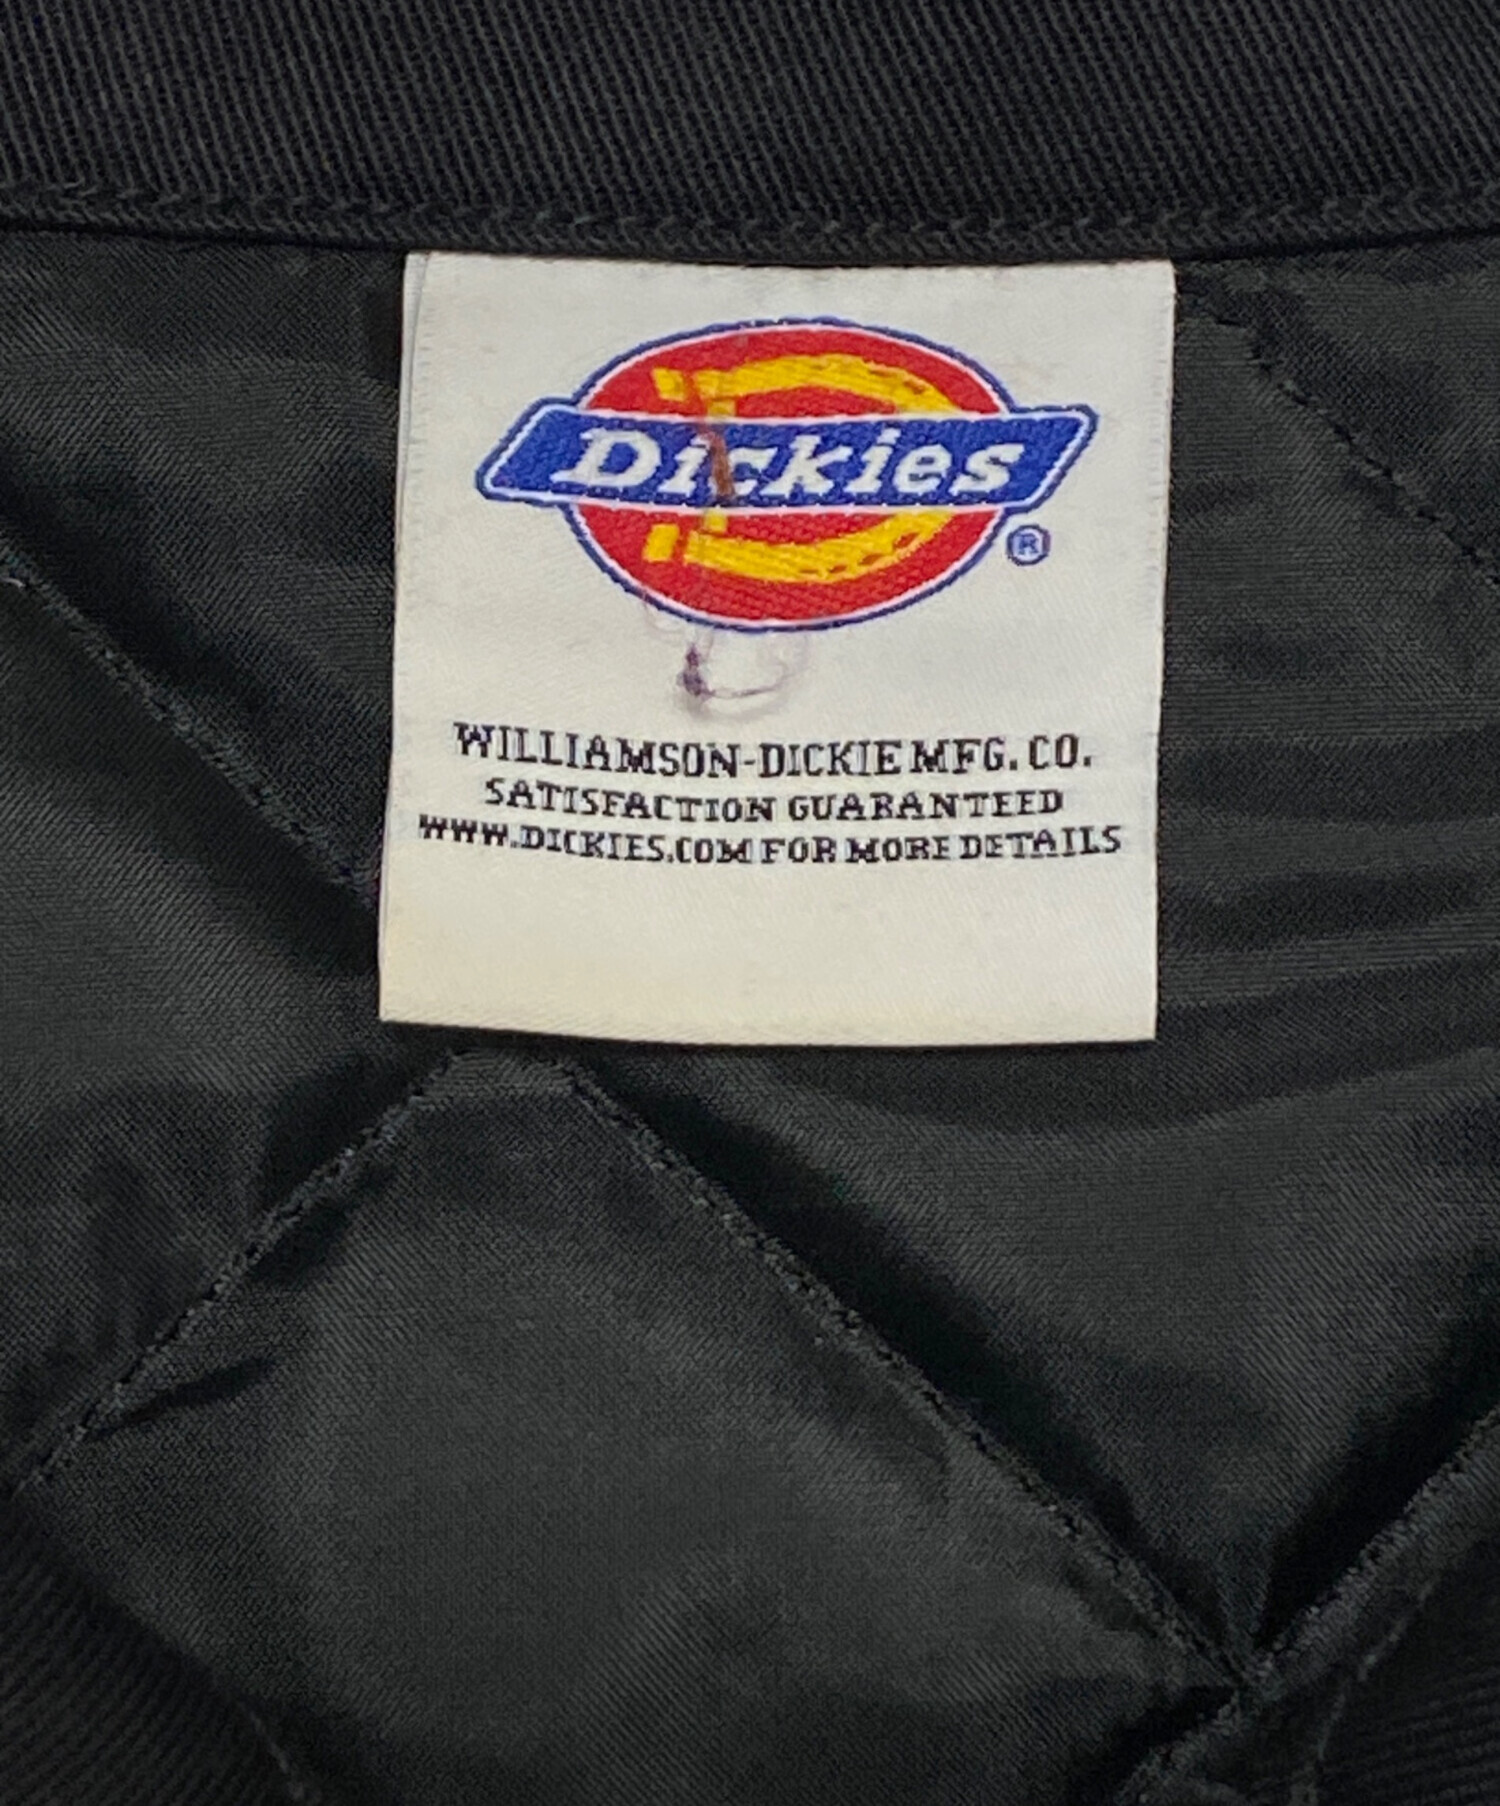 Dickies
®
WILLIAMSON-DICKIE MFG. CO.
SATISFACTION GUARANTEED
WWW.DICKIES.COM FOR MORE DETAILS